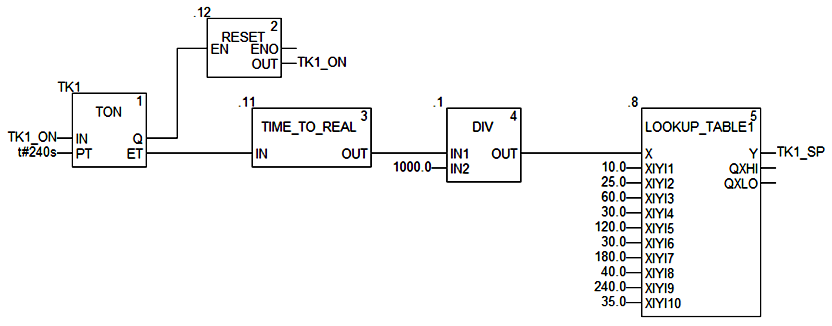 .12
2
RESET
EN ENO
OUT TK1_ON
TK1
1
TON
TK1_ON IN Q
t#240s PT ET
.11
3
TIME_TO_REAL
IN OUT
.1
4
DIV
IN1 OUT
1000.0 IN2
.8
5
LOOKUP_TABLE1
X Y TK1_SP
10.0 XIYI1 QXHI
25.0 XIYI2 QXLO
60.0 XIYI3
30.0 XIYI4
120.0 XIYI5
30.0 XIYI6
180.0 XIYI7
40.0 XIYI8
240.0 XIYI9
35.0 XIYI10